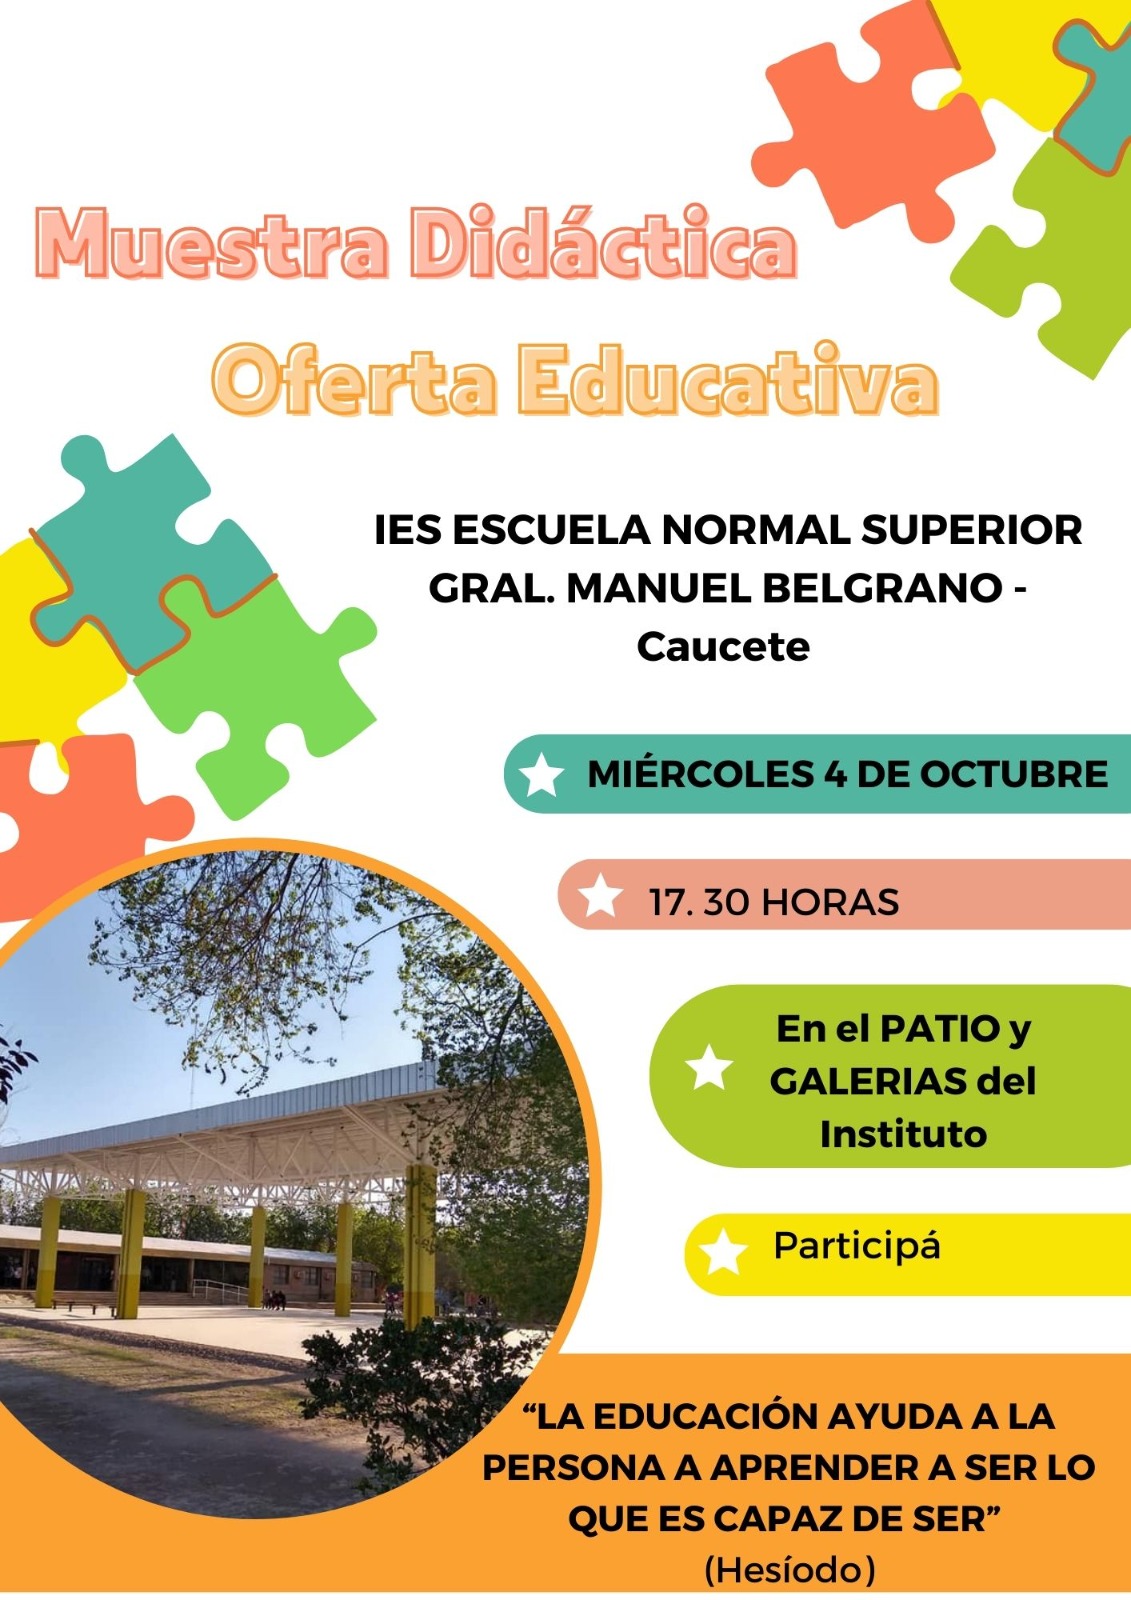 Muestra Didáctica
Oferta Educativa
IES ESCUELA NORMAL SUPERIOR
GRAL. MANUEL BELGRANO -
Caucete
MIÉRCOLES 4 DE OCTUBRE
17. 30 HORAS
En el PATIO y
GALERIAS del
Instituto
Participá
“LA EDUCACIÓN AYUDA A LA
PERSONA A APRENDER A SER LO
QUE ES CAPAZ DE SER”
(Hesíodo)